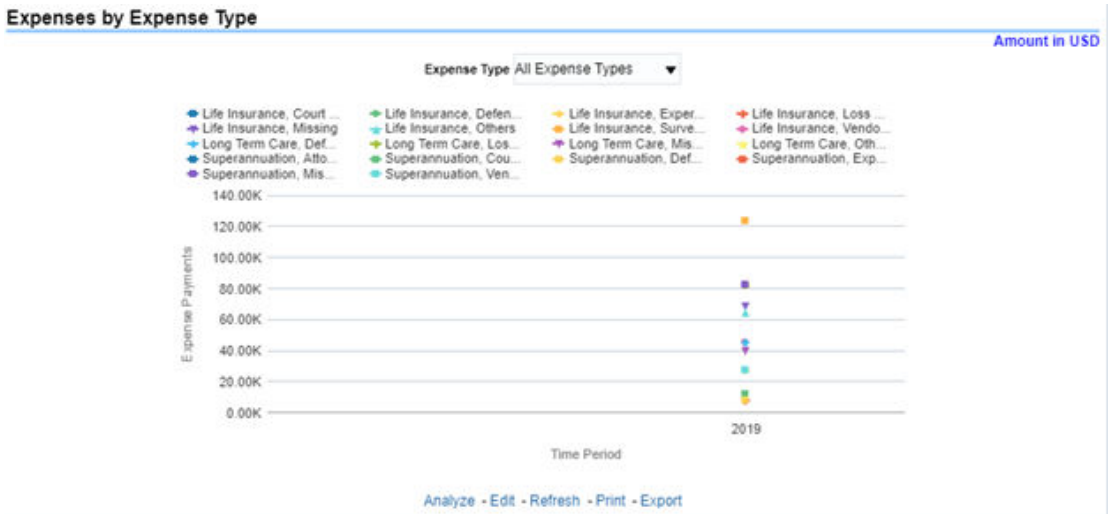 Expenses by Expense Type
Amount in USD
Expense Type All Expense Types
Life Insurance, Court ... Life Insurance, Defen... Life Insurance, Exper... Life Insurance, Loss ...
Life Insurance, Missing Life Insurance, Others Life Insurance, Surve... Life Insurance, Vendo...
Long Term Care, Def... Long Term Care, Los... Long Term Care, Mis... Long Term Care, Oth...
Superannuation, Atto... Superannuation, Cou... Superannuation, Def... Superannuation, Exp...
Superannuation, Mis... Superannuation, Ven...
140.00K
120.00K
100.00K
80.00K
60.00K
40.00K
20.00K
0.00K
Expense Payments
2019
Time Period
Analyze - Edit - Refresh - Print - Export